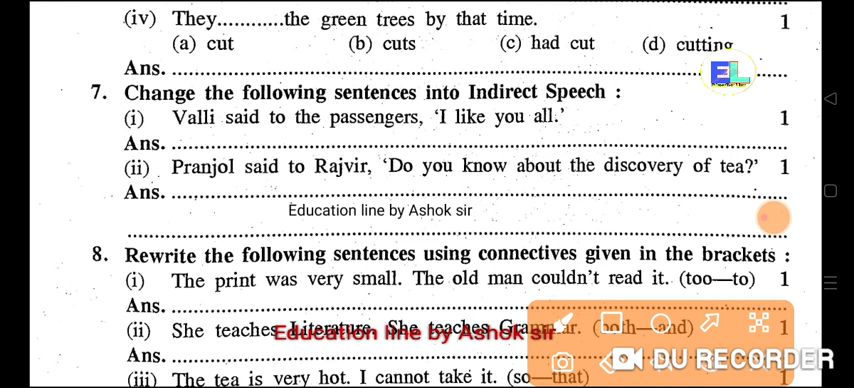 (iv) They............the green trees by that time. 1
(a) cut (b) cuts (c) had cut (d) cutting
Ans. ..........
7. Change the following sentences into Indirect Speech :
(i) Valli said to the passengers, ‘I like you all.’ 1
Ans. ..........
(ii) Pranjol said to Rajvir, ‘Do you know about the discovery of tea?’ 1
Ans. ..........
Education line by Ashok sir
8. Rewrite the following sentences using connectives given in the brackets :
(i) The print was very small. The old man couldn’t read it. (too—to) 1
Ans. ..........
(ii) She teaches Literature. She teaches Grammar. (both—and) 1
Education line by Ashok sir
Ans. ..........
DU RECORDER
(iii) The tea is very hot. I cannot take it. (so—that) 1
EL